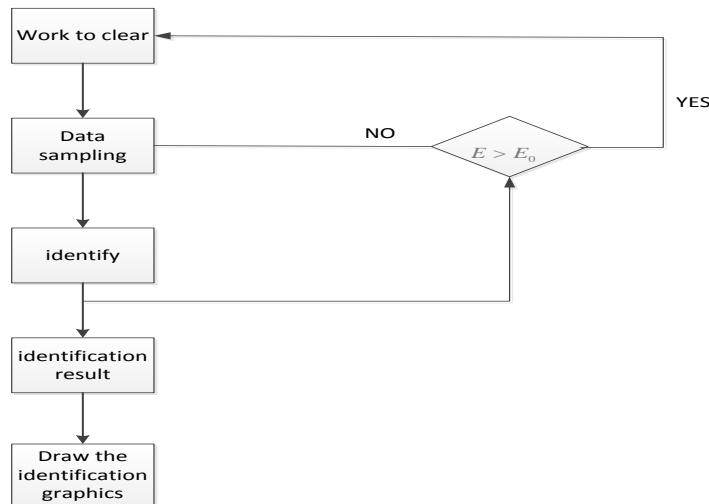 Work to clear
YES
Data
sampling
NO
E > E₀
identify
identification
result
Draw the
identification
graphics